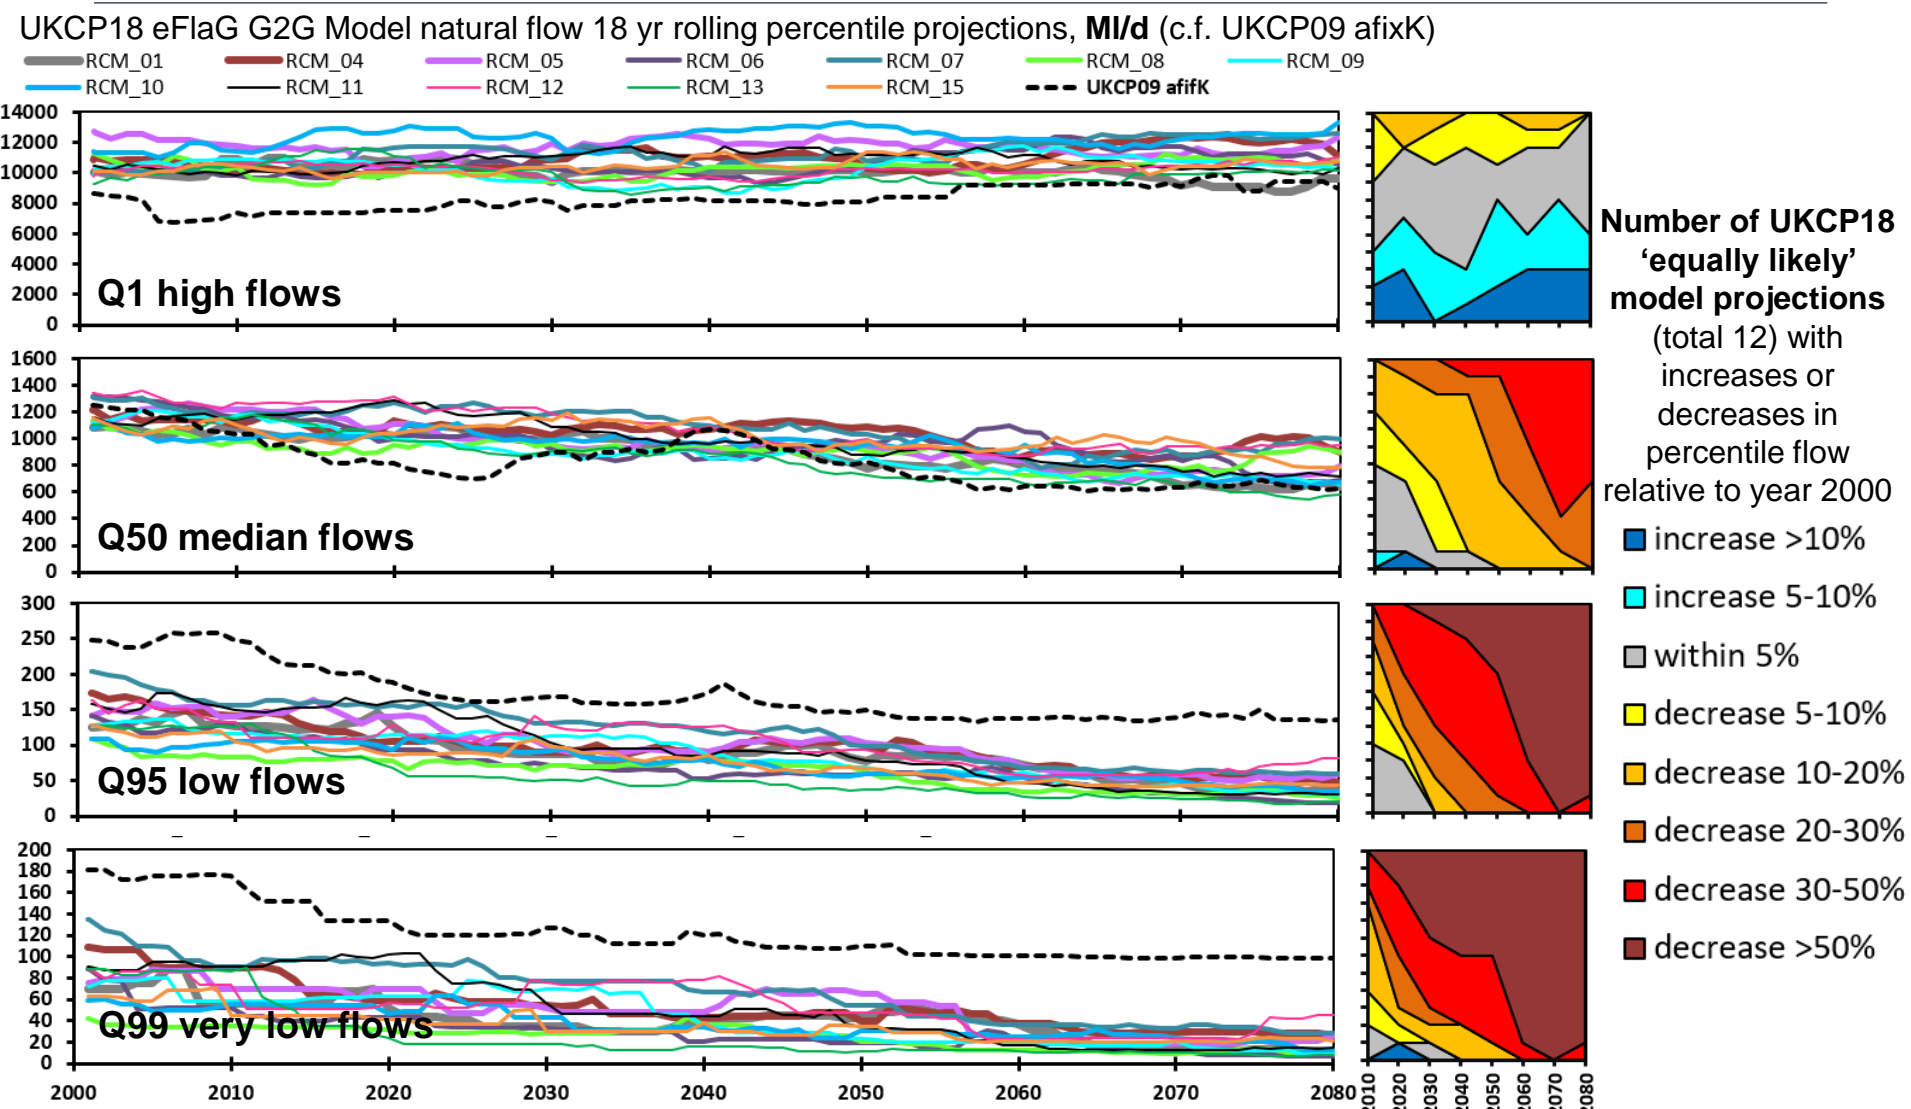 UKCP18 eFlaG G2G Model natural flow 18 yr rolling percentile projections, Ml/d (c.f. UKCP09 afixK)
RCM_01 RCM_04 RCM_05 RCM_06 RCM_07 RCM_08 RCM_09
RCM_10 RCM_11 RCM_12 RCM_13 RCM_15 UKCP09 afifK
14000
12000
10000
8000
6000
4000
2000
0
Q1 high flows
1600
1400
1200
1000
800
600
400
200
0
Q50 median flows
300
250
200
150
100
50
0
Q95 low flows
200
180
160
140
120
100
80
60
40
20
0
Q99 very low flows
2000 2010 2020 2030 2040 2050 2060 2070 2080
2010 2020 2030 2040 2050 2060 2070 2080
Number of UKCP18
‘equally likely’
model projections
(total 12) with
increases or
decreases in
percentile flow
relative to year 2000
increase >10%
increase 5-10%
within 5%
decrease 5-10%
decrease 10-20%
decrease 20-30%
decrease 30-50%
decrease >50%